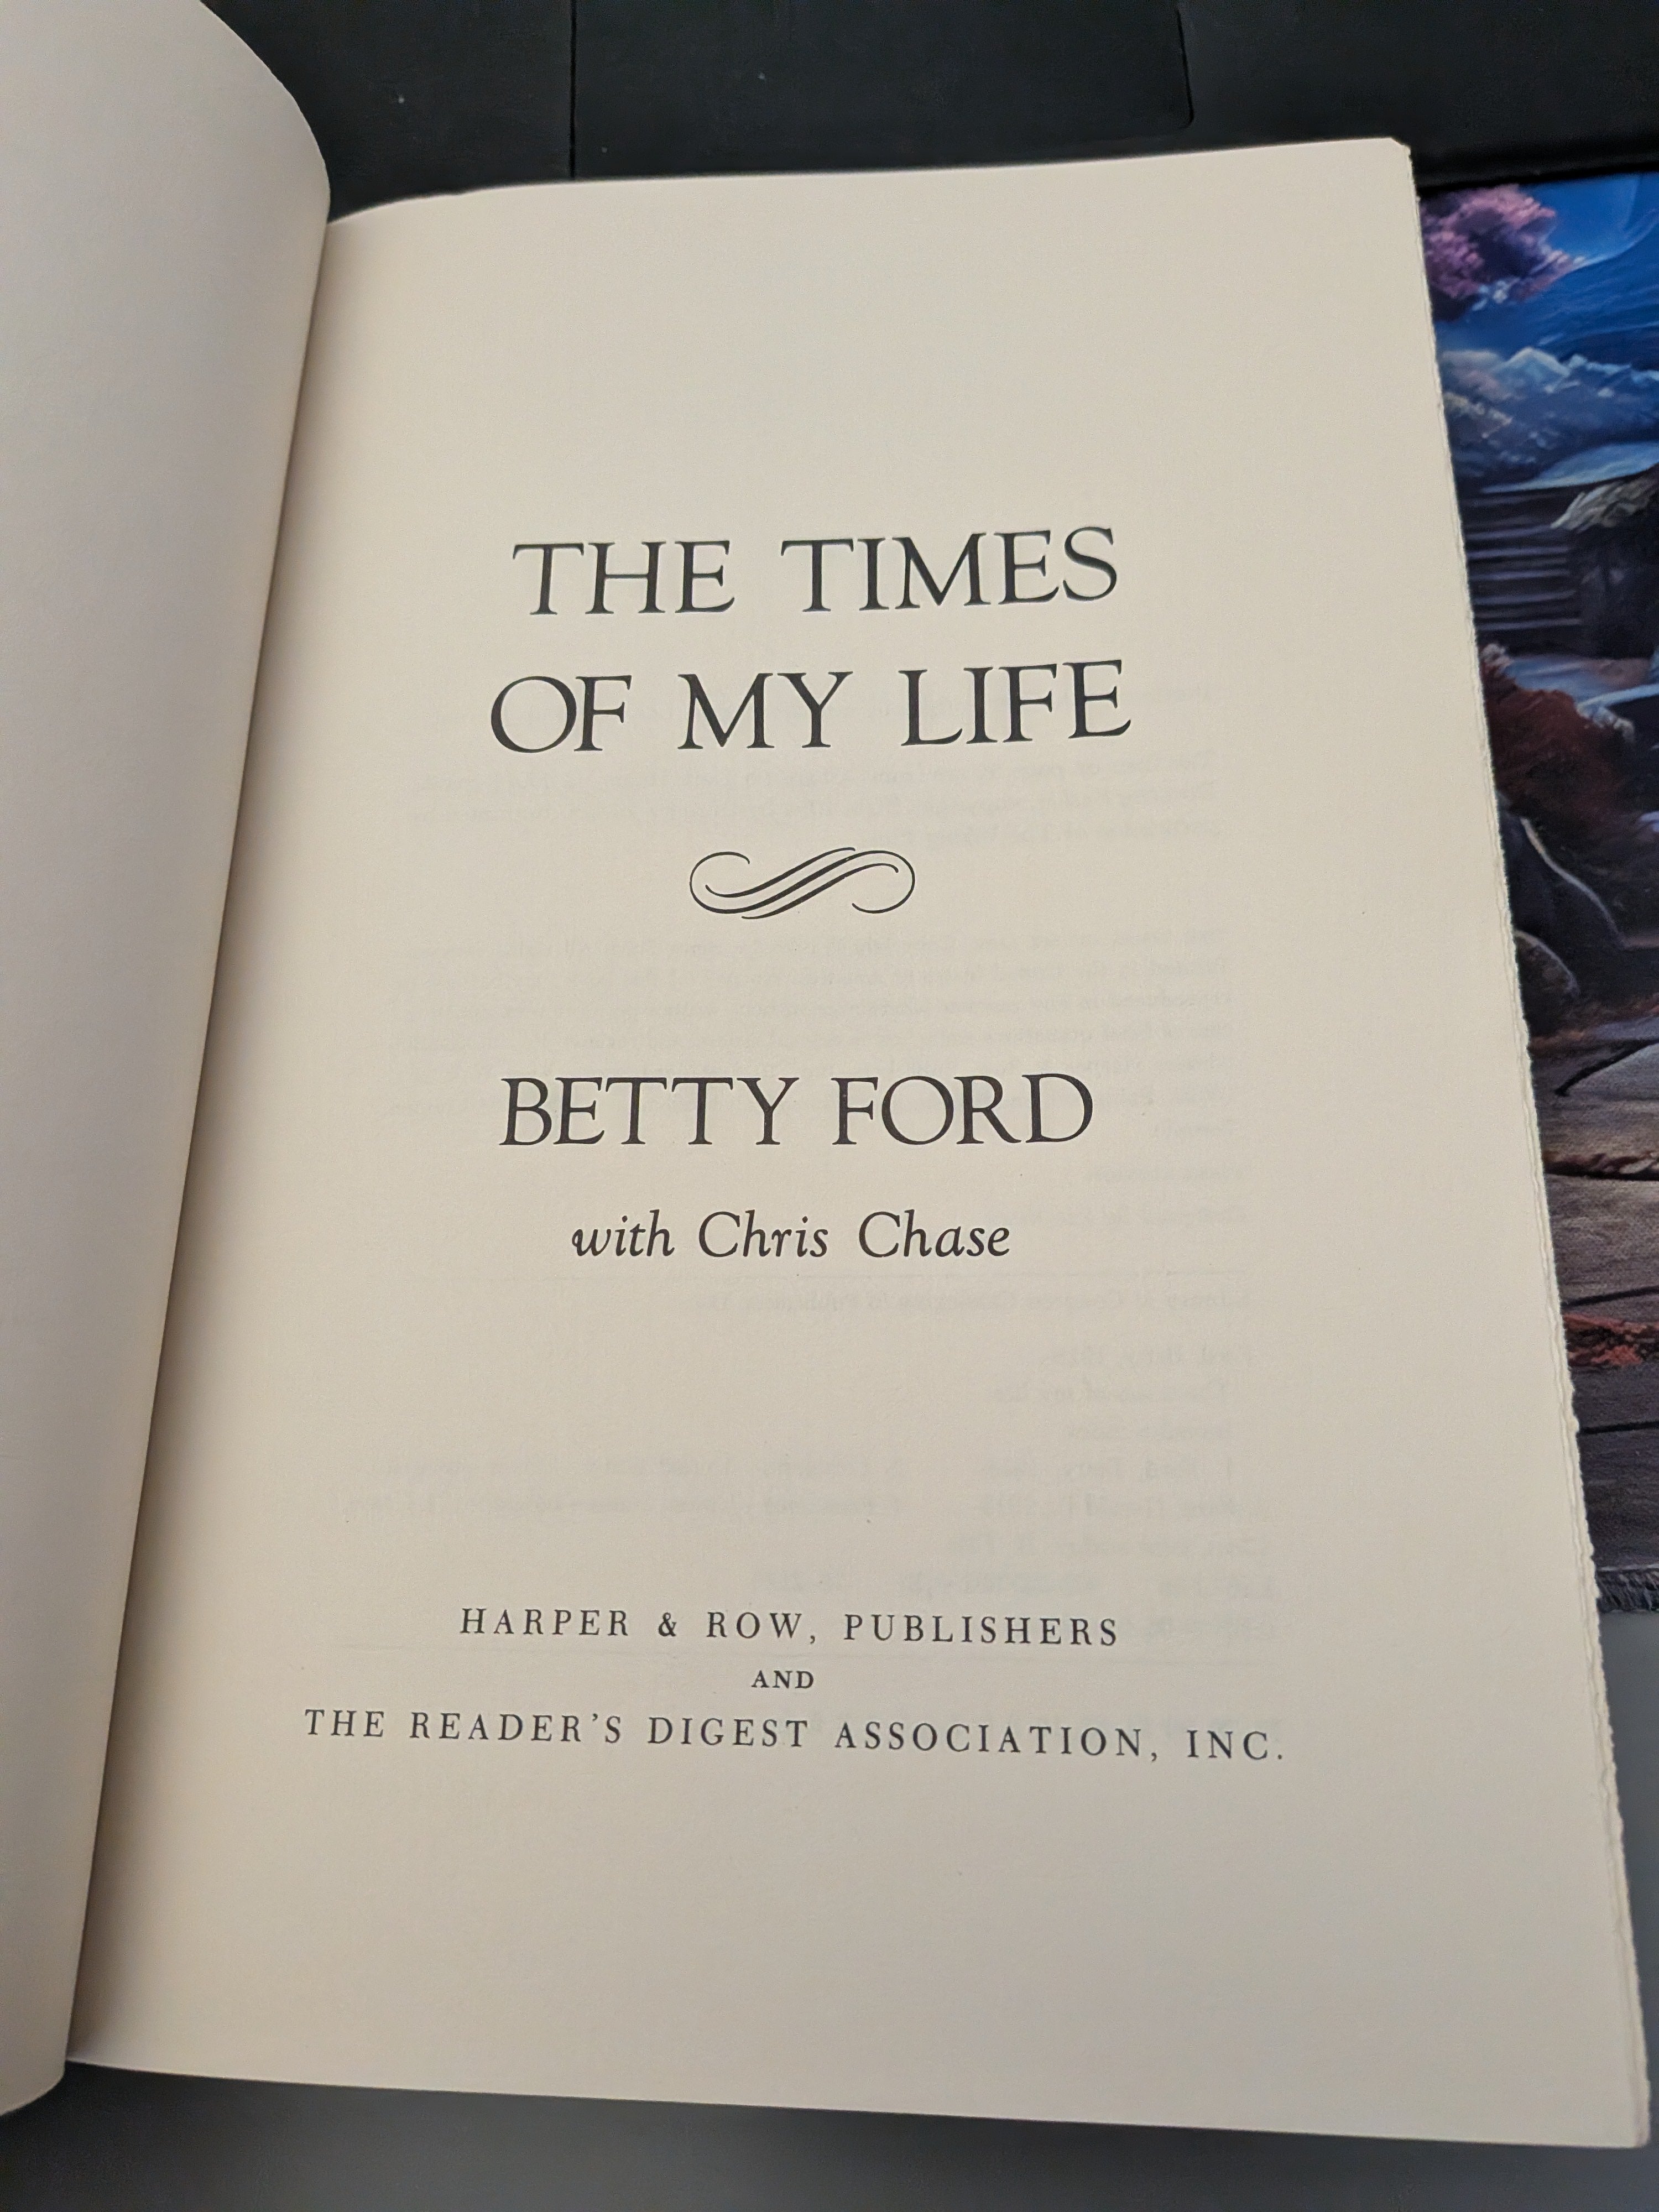 THE TIMES
OF MY LIFE
BETTY FORD
with Chris Chase
HARPER & ROW, PUBLISHERS
AND
THE READER'S DIGEST ASSOCIATION, INC.